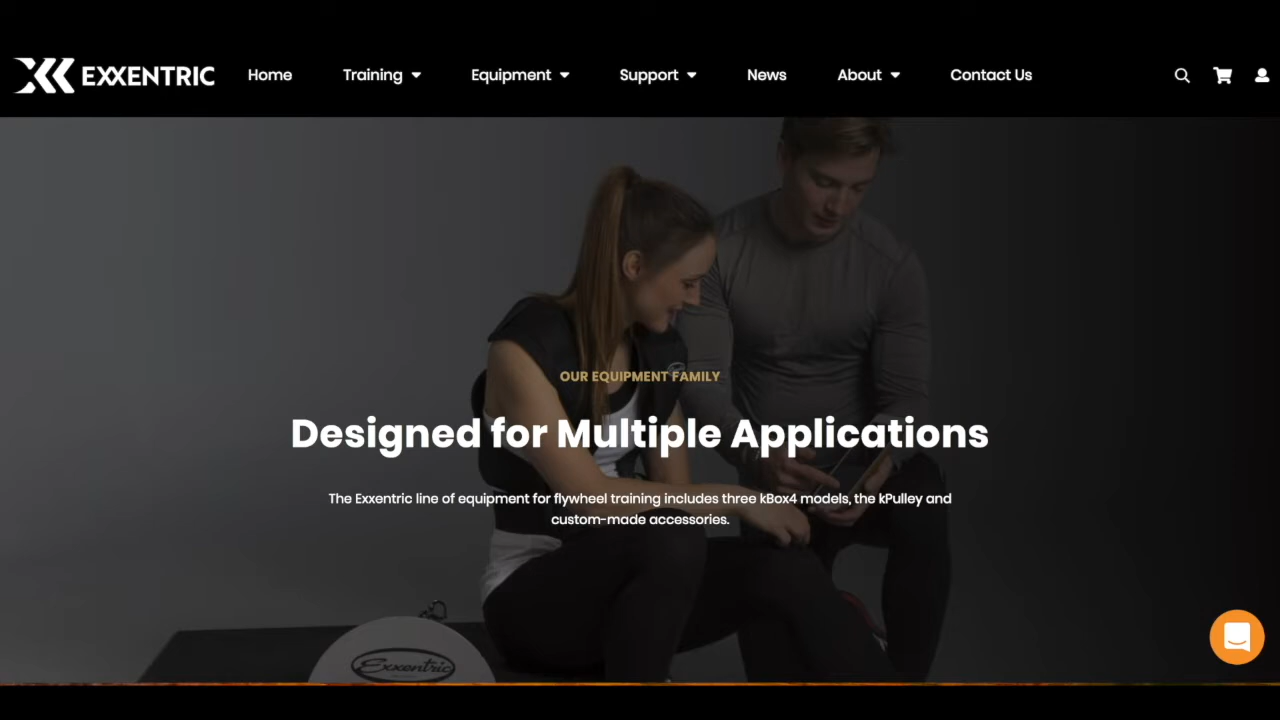 EXXENTRIC Home Training Equipment Support News About Contact Us
OUR EQUIPMENT FAMILY
Designed for Multiple Applications
The Exxentric line of equipment for flywheel training includes three kBox4 models, the kPulley and
custom-made accessories.
Exxentric